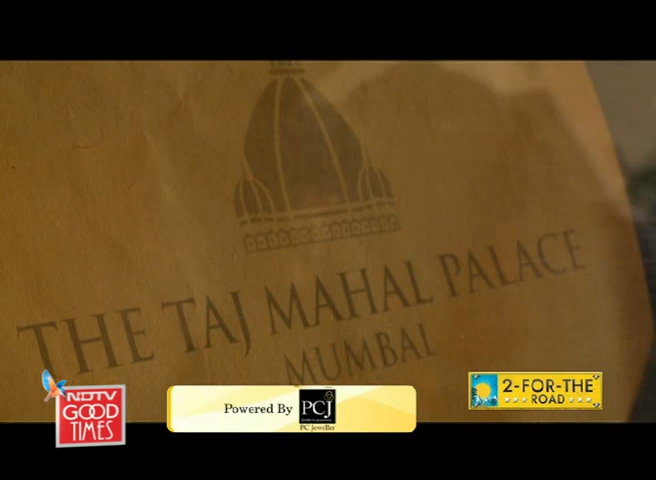 THE TAJ MAHAL PALACE
MUMBAI
NDTV
GOOD
TIMES
Powered By PCJ
PC Jeweller
2-FOR-THE
ROAD